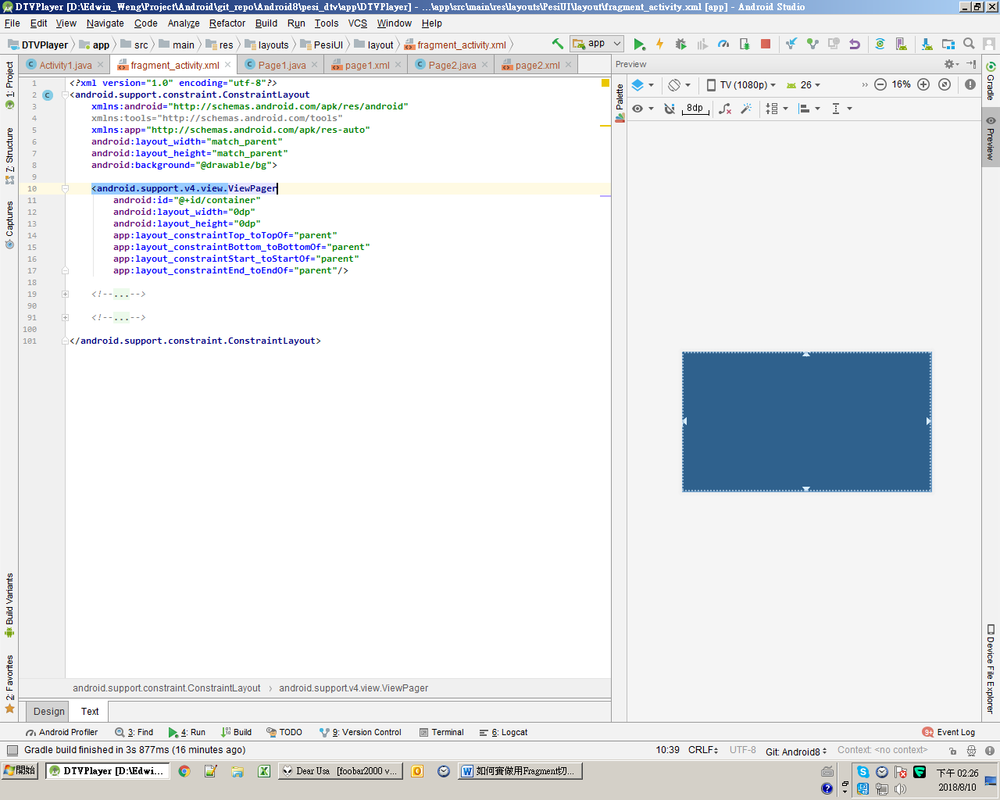 DTVPlayer [D:\Edwin_Weng\Project\Android\git_repo\Android8\pesi_dtv\app\DTVPlayer] - ...\app\src\main\res\layouts\PesiUI\layout\fragment_activity.xml [app] - Android Studio
File Edit View Navigate Code Analyze Refactor Build Run Tools VCS Window Help
DTVPlayer app src main res layouts PesiUI layout fragment_activity.xml app
Activity1.java fragment_activity.xml Page1.java page1.xml Page2.java page2.xml
Preview
TV (1080p) 26 16%
8dp
Palette
1: Project
7: Structure
Captures
Build Variants
2: Favorites
Gradle
Preview
Device File Explorer
1 <?xml version="1.0" encoding="utf-8"?>
2 <android.support.constraint.ConstraintLayout
3 xmlns:android="http://schemas.android.com/apk/res/android"
4 xmlns:tools="http://schemas.android.com/tools"
5 xmlns:app="http://schemas.android.com/apk/res-auto"
6 android:layout_width="match_parent"
7 android:layout_height="match_parent"
8 android:background="@drawable/bg">
9
10 <android.support.v4.view.ViewPager
11 android:id="@+id/container"
12 android:layout_width="0dp"
13 android:layout_height="0dp"
14 app:layout_constraintTop_toTopOf="parent"
15 app:layout_constraintBottom_toBottomOf="parent"
16 app:layout_constraintStart_toStartOf="parent"
17 app:layout_constraintEnd_toEndOf="parent"/>
18
19 <!--...-->
90
91 <!--...-->
100
101 </android.support.constraint.ConstraintLayout>
android.support.constraint.ConstraintLayout › android.support.v4.view.ViewPager
Design Text
Android Profiler 3: Find 4: Run Build TODO 9: Version Control Terminal 6: Logcat 9+ Event Log
Gradle build finished in 3s 877ms (16 minutes ago) 10:39 CRLF UTF-8 Git: Android8 Context: <no context>
開始 DTVPlayer [D:\Edwi... Dear Usa [foobar2000 v... 如何實做用Fragment切...
下午 02:26
2018/8/10